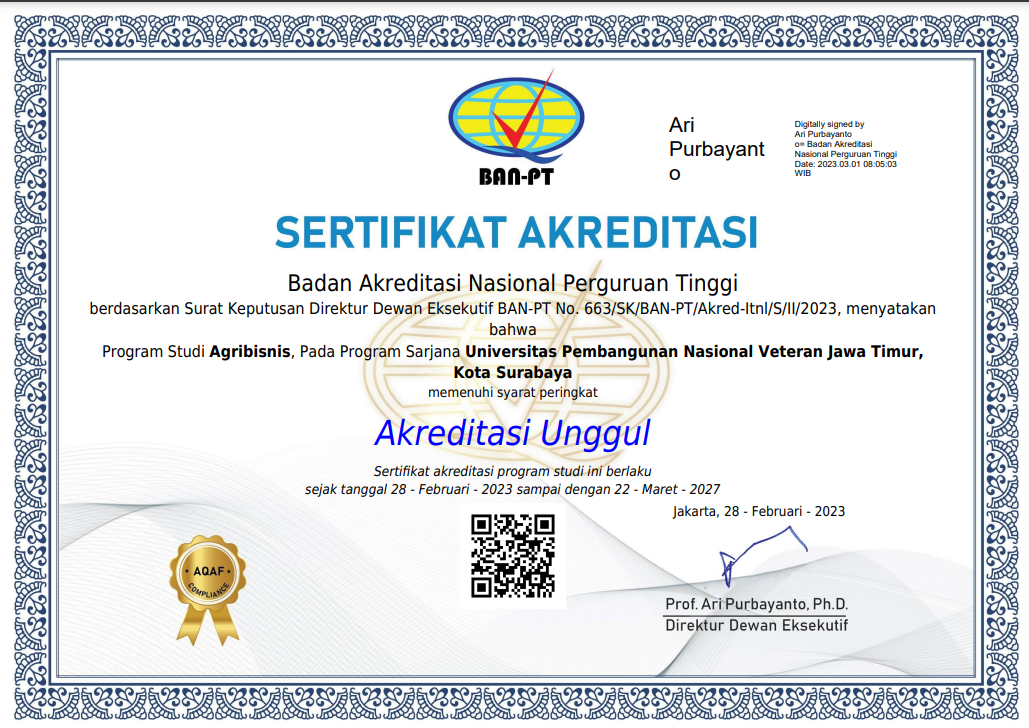 BAN-PT
Ari
Purbayant
o
Digitally signed by
Ari Purbayanto
o= Badan Akreditasi
Nasional Perguruan Tinggi
Date: 2023.03.01 08:05:03
WIB
SERTIFIKAT AKREDITASI
Badan Akreditasi Nasional Perguruan Tinggi
berdasarkan Surat Keputusan Direktur Dewan Eksekutif BAN-PT No. 663/SK/BAN-PT/Akred-Itnl/S/II/2023, menyatakan
bahwa
Program Studi Agribisnis, Pada Program Sarjana Universitas Pembangunan Nasional Veteran Jawa Timur,
Kota Surabaya
memenuhi syarat peringkat
Akreditasi Unggul
Sertifikat akreditasi program studi ini berlaku
sejak tanggal 28 - Februari - 2023 sampai dengan 22 - Maret - 2027
Jakarta, 28 - Februari - 2023
AQAF
COMPLIANCE
Prof. Ari Purbayanto, Ph.D.
Direktur Dewan Eksekutif